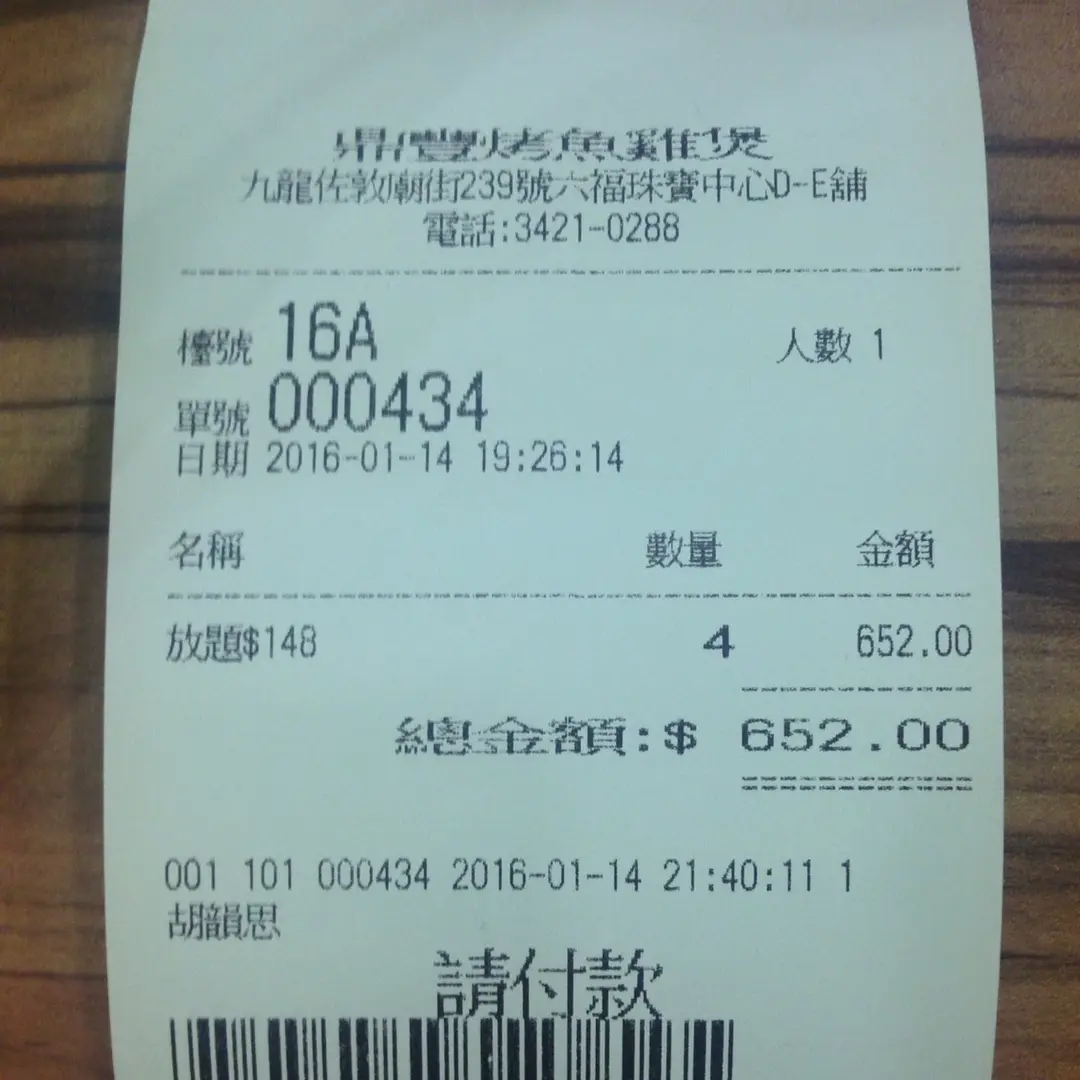 鼎豐烤魚雞煲
九龍佐敦廟街239號六福珠寶中心D-E舖
電話:3421-0288
檯號 16A 人數 1
單號 000434
日期 2016-01-14 19:26:14
名稱 數量 金額
放題$148 4 652.00
總金額:$ 652.00
001 101 000434 2016-01-14 21:40:11 1
胡韻思
請付款